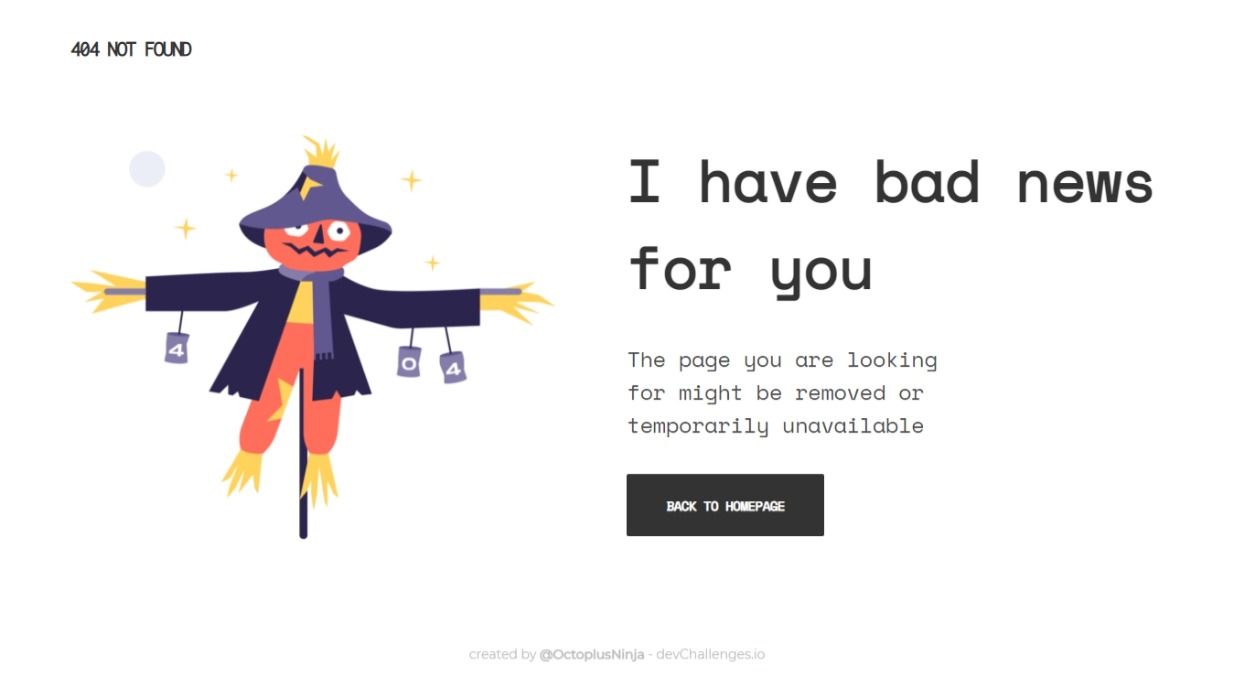 404 NOT FOUND
I have bad news
for you
4
0
4
The page you are looking
for might be removed or
temporarily unavailable
BACK TO HOMEPAGE
created by @OctoplusNinja - devChallenges.io